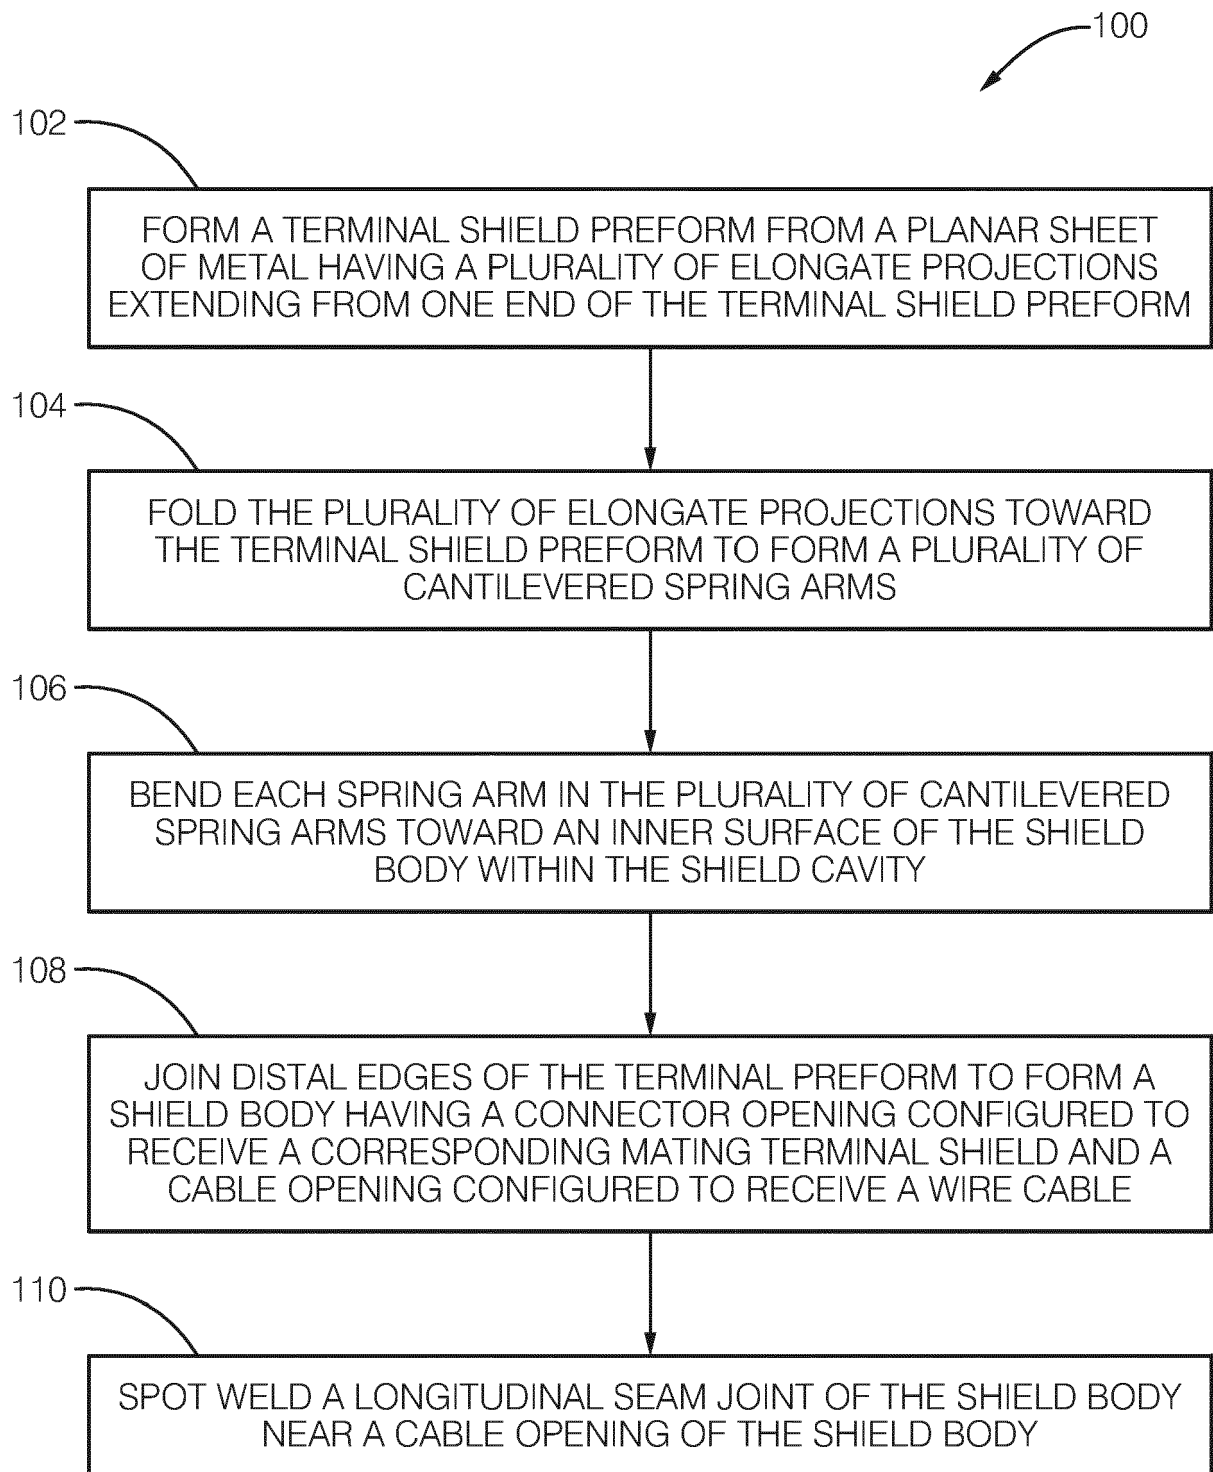 100
102
FORM A TERMINAL SHIELD PREFORM FROM A PLANAR SHEET
OF METAL HAVING A PLURALITY OF ELONGATE PROJECTIONS
EXTENDING FROM ONE END OF THE TERMINAL SHIELD PREFORM
104
FOLD THE PLURALITY OF ELONGATE PROJECTIONS TOWARD
THE TERMINAL SHIELD PREFORM TO FORM A PLURALITY OF
CANTILEVERED SPRING ARMS
106
BEND EACH SPRING ARM IN THE PLURALITY OF CANTILEVERED
SPRING ARMS TOWARD AN INNER SURFACE OF THE SHIELD
BODY WITHIN THE SHIELD CAVITY
108
JOIN DISTAL EDGES OF THE TERMINAL PREFORM TO FORM A
SHIELD BODY HAVING A CONNECTOR OPENING CONFIGURED TO
RECEIVE A CORRESPONDING MATING TERMINAL SHIELD AND A
CABLE OPENING CONFIGURED TO RECEIVE A WIRE CABLE
110
SPOT WELD A LONGITUDINAL SEAM JOINT OF THE SHIELD BODY
NEAR A CABLE OPENING OF THE SHIELD BODY